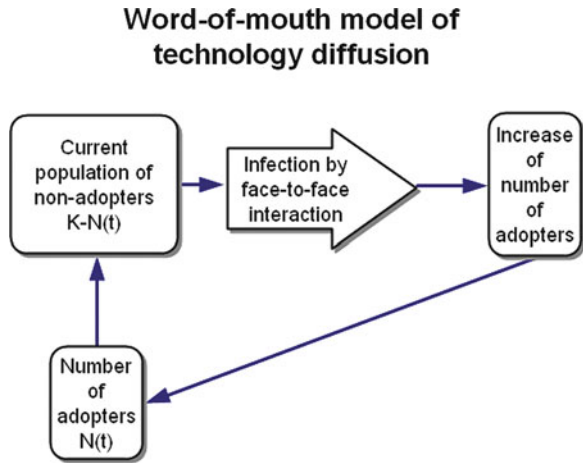 Word-of-mouth model of
technology diffusion
Current
population of
non-adopters
K-N(t)
Infection by
face-to-face
interaction
Increase of
number
of
adopters
Number
of
adopters
N(t)